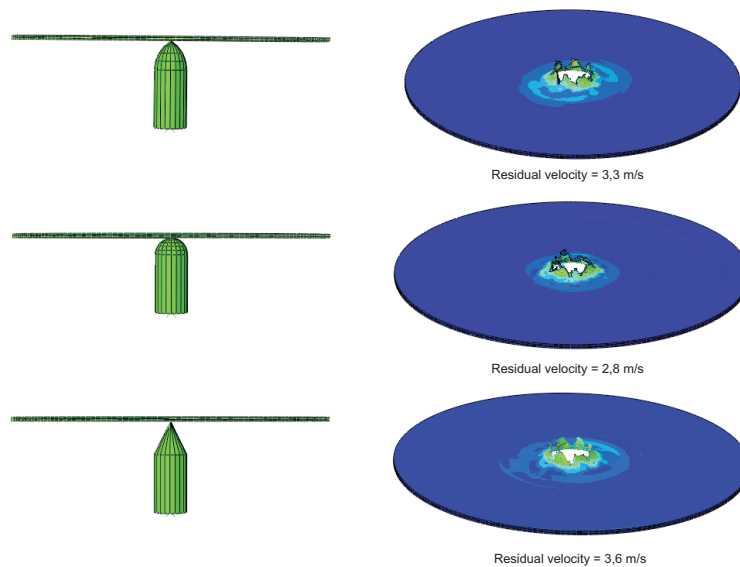 Residual velocity = 3,3 m/s
Residual velocity = 2,8 m/s
Residual velocity = 3,6 m/s